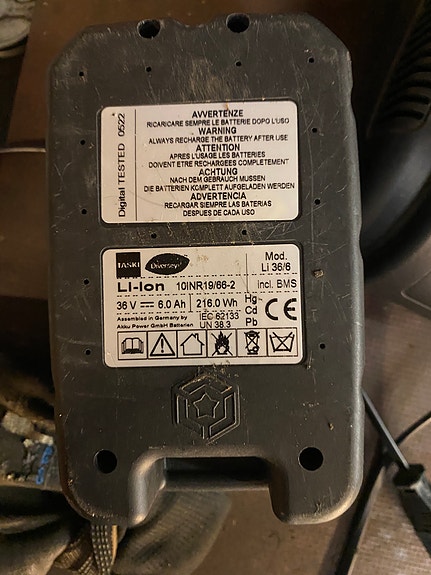 Digital TESTED 0522
AVVERTENZE
RICARICARE SEMPRE LE BATTERIE DOPO L'USO
WARNING
ALWAYS RECHARGE THE BATTERY AFTER USE
ATTENTION
APRES L'USAGE LES BATTERIES
DOIVENT ETRE RECHARGEES COMPLETEMENT
ACHTUNG
NACH DEM GEBRAUCH MUSSEN
DIE BATTERIEN KOMPLETT AUFGELADEN WERDEN
ADVERTENCIA
RECARGAR SIEMPRE LAS BATERIAS
DESPUES DE CADA USO
TASKI Diversey Mod.
Li 36/6
LI-Ion 10INR19/66-2 incl. BMS
36 V 6.0 Ah 216.0 Wh Hg
Cd
Pb
CE
Assembled in Germany by
Akku Power GmbH Batterien
IEC 62133
UN 38.3